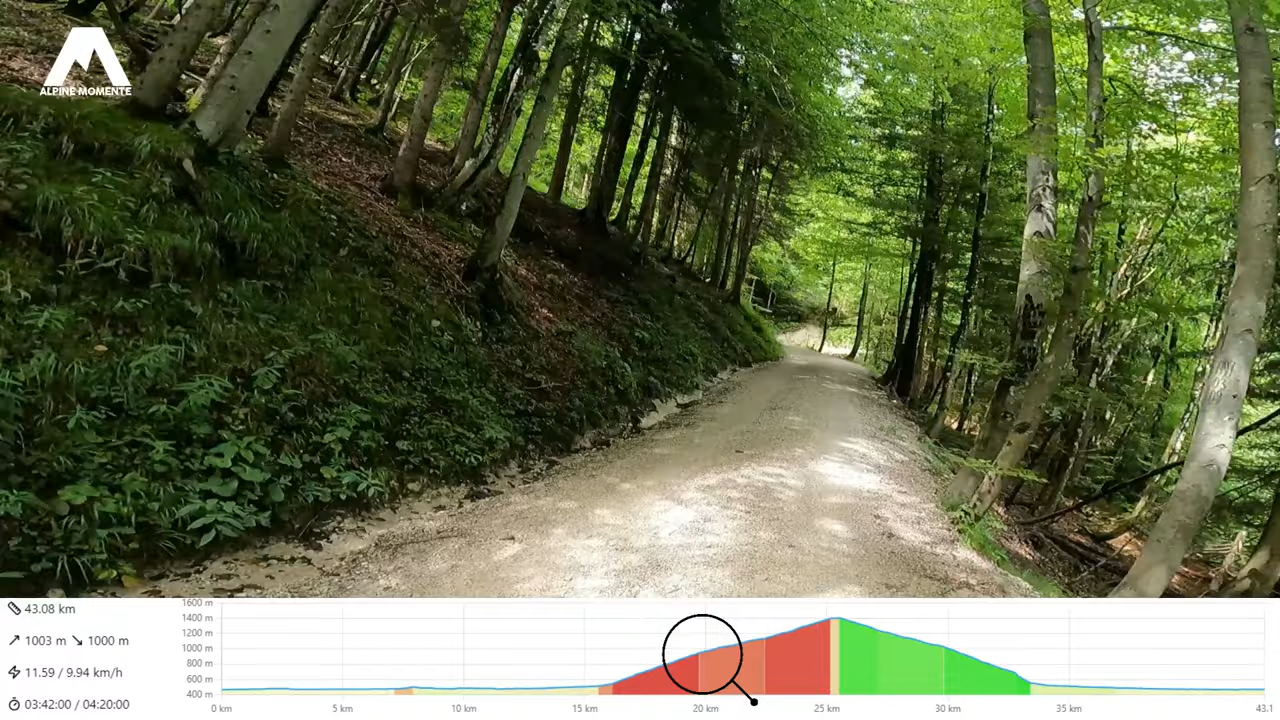 ALPINE MOMENTE
43.08 km
1003 m 1000 m
11.59 / 9.94 km/h
03:42:00 / 04:20:00
1600 m
1400 m
1200 m
1000 m
800 m
600 m
400 m
0 km 5 km 10 km 15 km 20 km 25 km 30 km 35 km 43.1